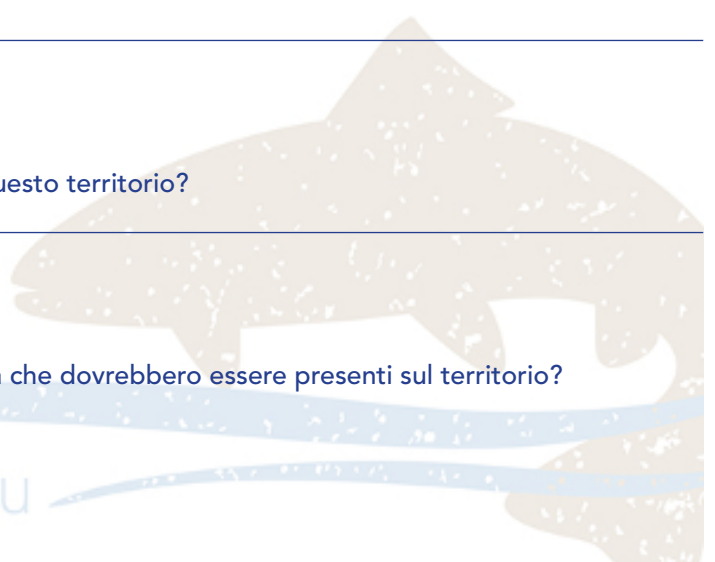 uesto territorio?
che dovrebbero essere presenti sul territorio?
u